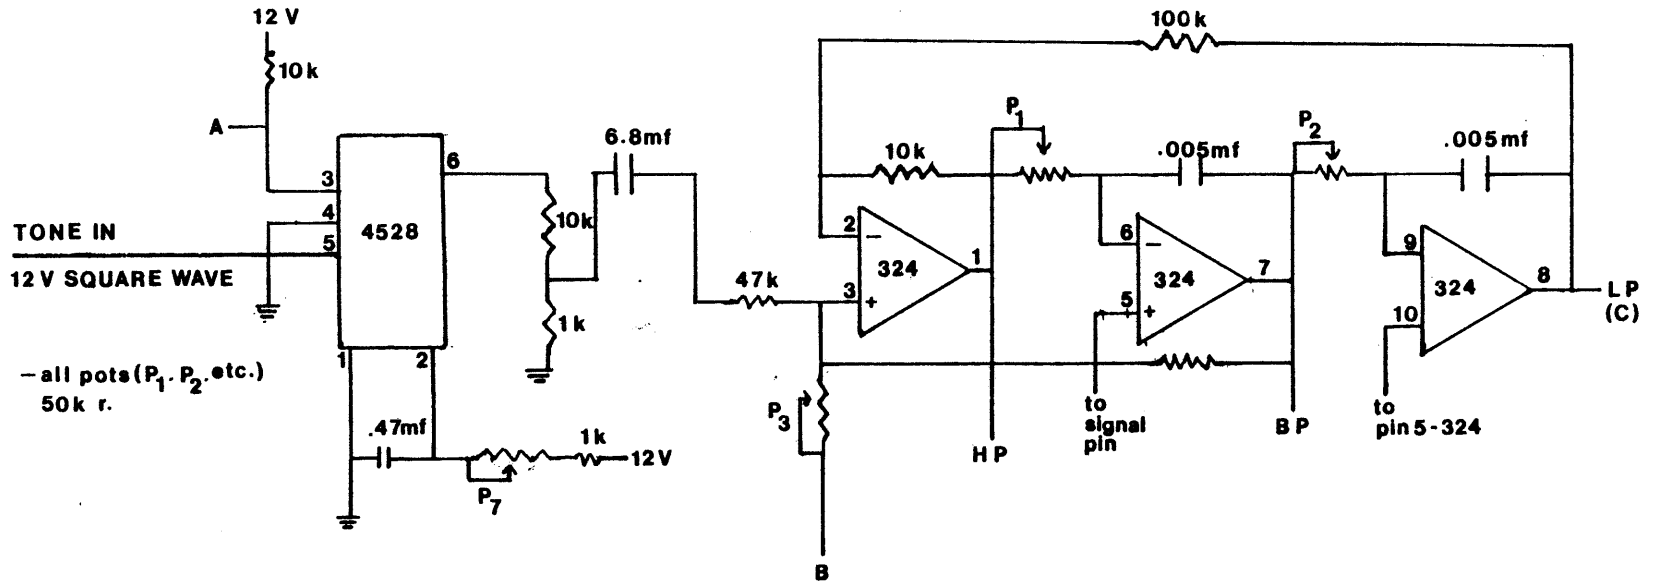 12 V
10k
A
3
4
5
6
4528
TONE IN
12 V SQUARE WAVE
1
2
10k
1k
6.8mf
– all pots (P1. P2. etc.)
50k r.
.47mf
P7
1k
12V
47k
100k
10k
2
–
3
+
324
1
P1
.005mf
6
–
5
+
324
7
P2
.005mf
9
10
324
8
LP
(C)
P3
B
HP
to
signal
pin
BP
to
pin 5 - 324